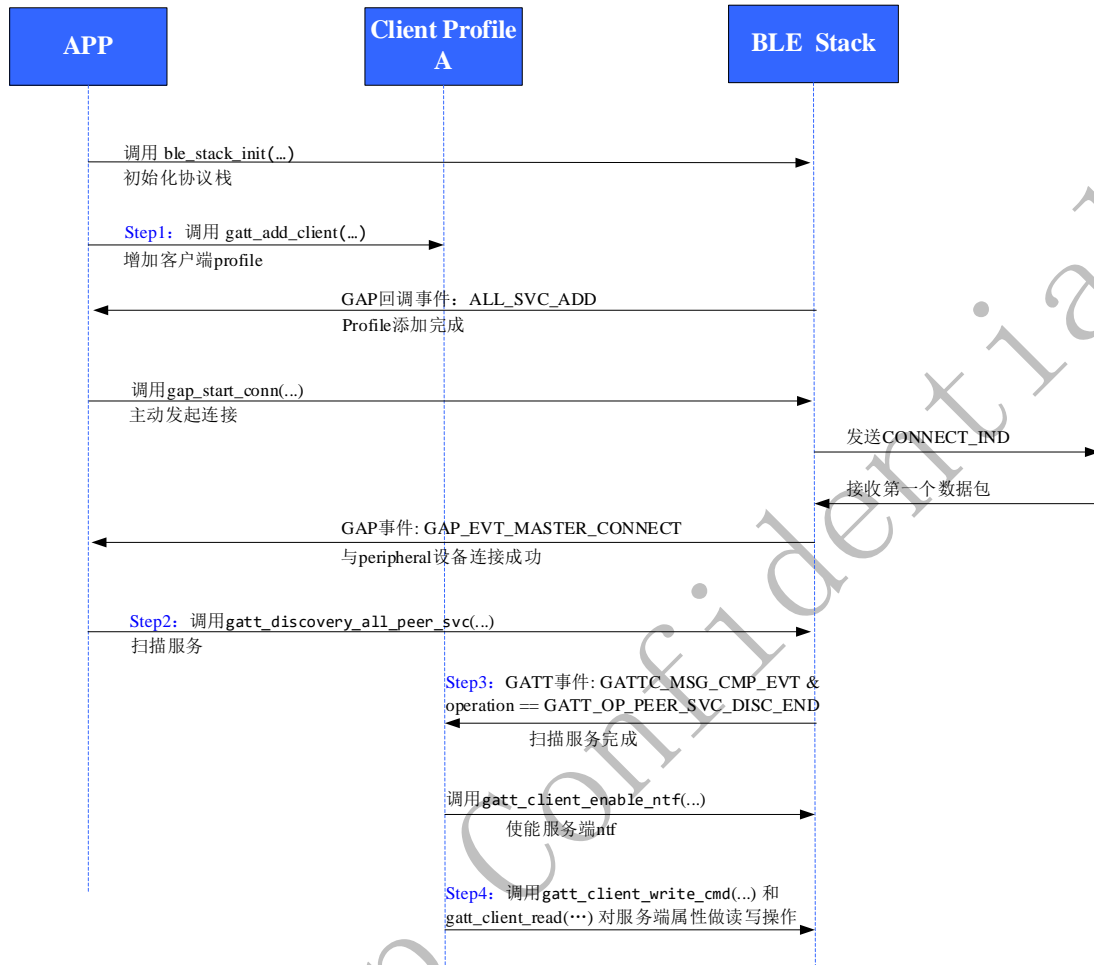 APP
Client Profile
A
BLE Stack
调用 ble_stack_init(…)
初始化协议栈
Step1：调用 gatt_add_client(…)
增加客户端profile
GAP回调事件：ALL_SVC_ADD
Profile添加完成
调用gap_start_conn(...)
主动发起连接
发送CONNECT_IND
接收第一个数据包
GAP事件: GAP_EVT_MASTER_CONNECT
与peripheral设备连接成功
Step2：调用gatt_discovery_all_peer_svc(...)
扫描服务
Step3：GATT事件: GATTC_MSG_CMP_EVT &
operation == GATT_OP_PEER_SVC_DISC_END
扫描服务完成
调用gatt_client_enable_ntf(...)
使能服务端ntf
Step4：调用gatt_client_write_cmd(...) 和
gatt_client_read(…) 对服务端属性做读写操作
p Confidential